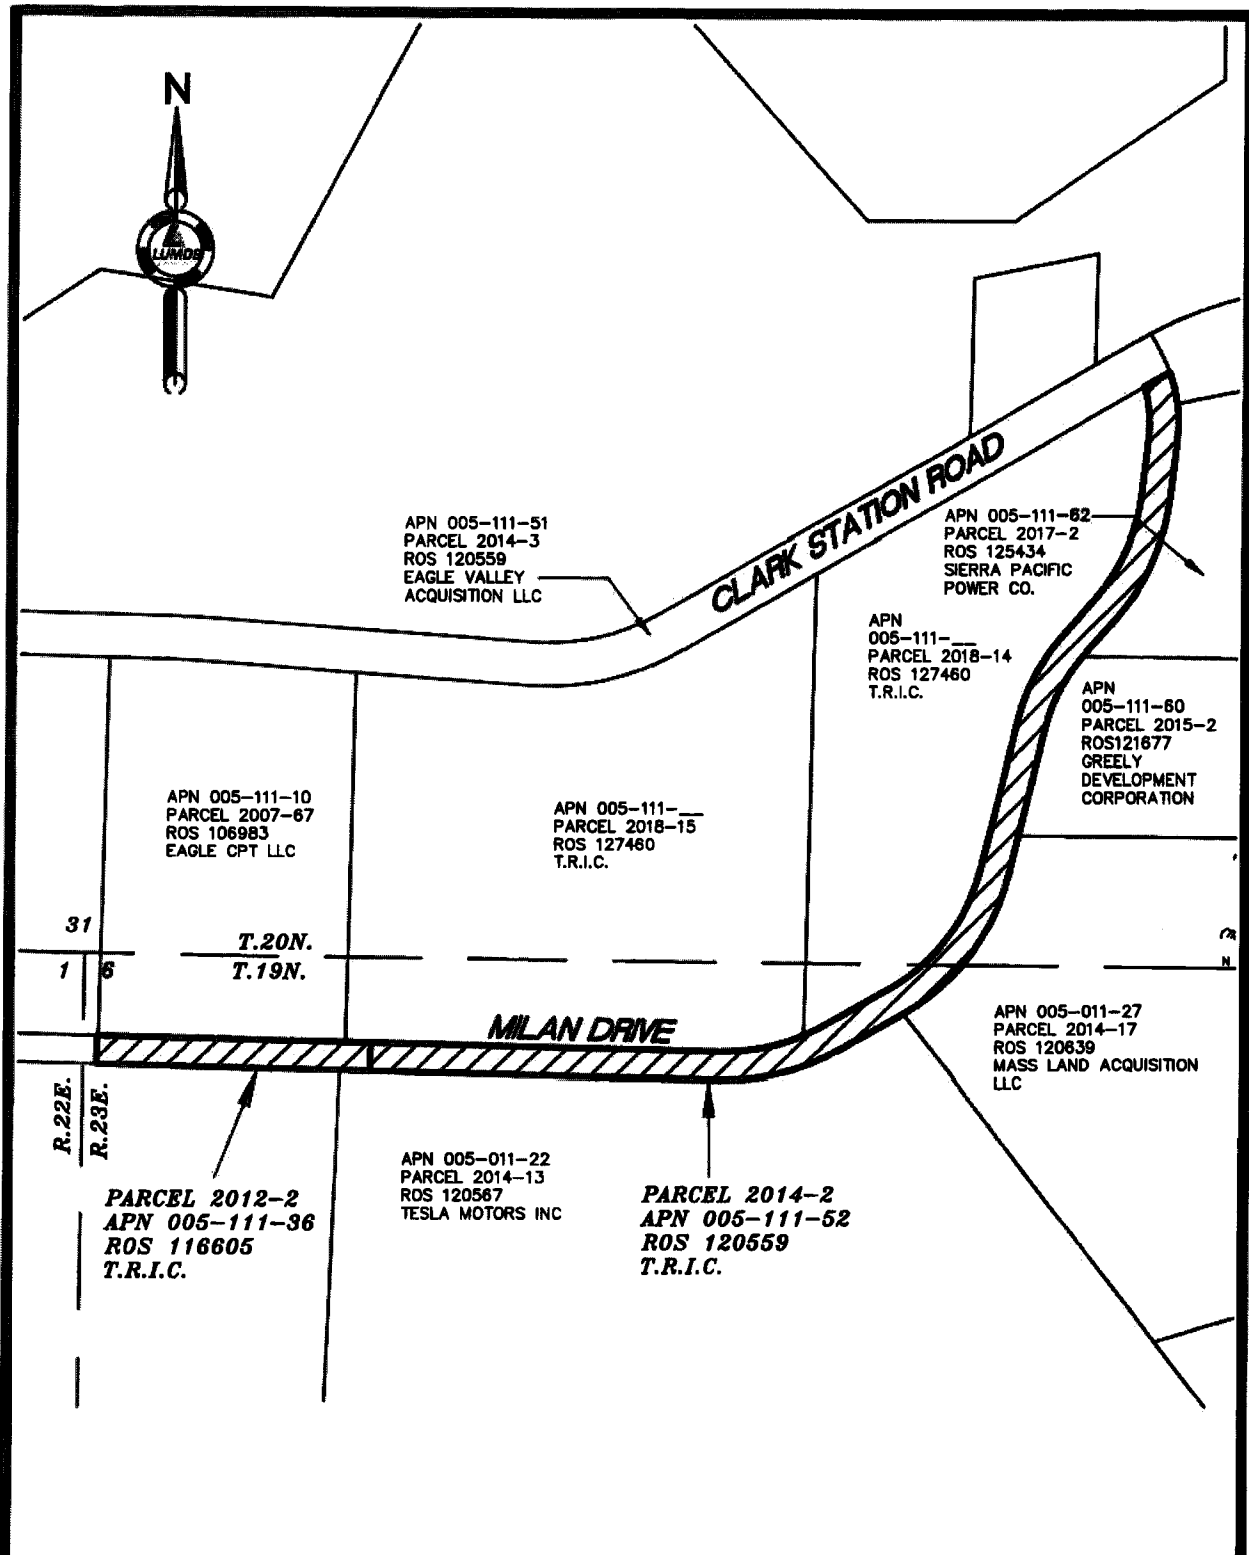 N
LUMOS
CLARK STATION ROAD
APN 005-111-51
PARCEL 2014-3
ROS 120559
EAGLE VALLEY
ACQUISITION LLC
APN 005-111-62
PARCEL 2017-2
ROS 125434
SIERRA PACIFIC
POWER CO.
APN
005-111-__
PARCEL 2018-14
ROS 127460
T.R.I.C.
APN
005-111-60
PARCEL 2015-2
ROS121677
GREELY
DEVELOPMENT
CORPORATION
APN 005-111-10
PARCEL 2007-67
ROS 106983
EAGLE CPT LLC
APN 005-111-__
PARCEL 2018-15
ROS 127460
T.R.I.C.
31
T.20N.
1 6
T.19N.
N
MILAN DRIVE
APN 005-011-27
PARCEL 2014-17
ROS 120639
MASS LAND ACQUISITION
LLC
R.22E.
R.23E.
APN 005-011-22
PARCEL 2014-13
ROS 120567
TESLA MOTORS INC
PARCEL 2012-2
APN 005-111-36
ROS 116605
T.R.I.C.
PARCEL 2014-2
APN 005-111-52
ROS 120559
T.R.I.C.